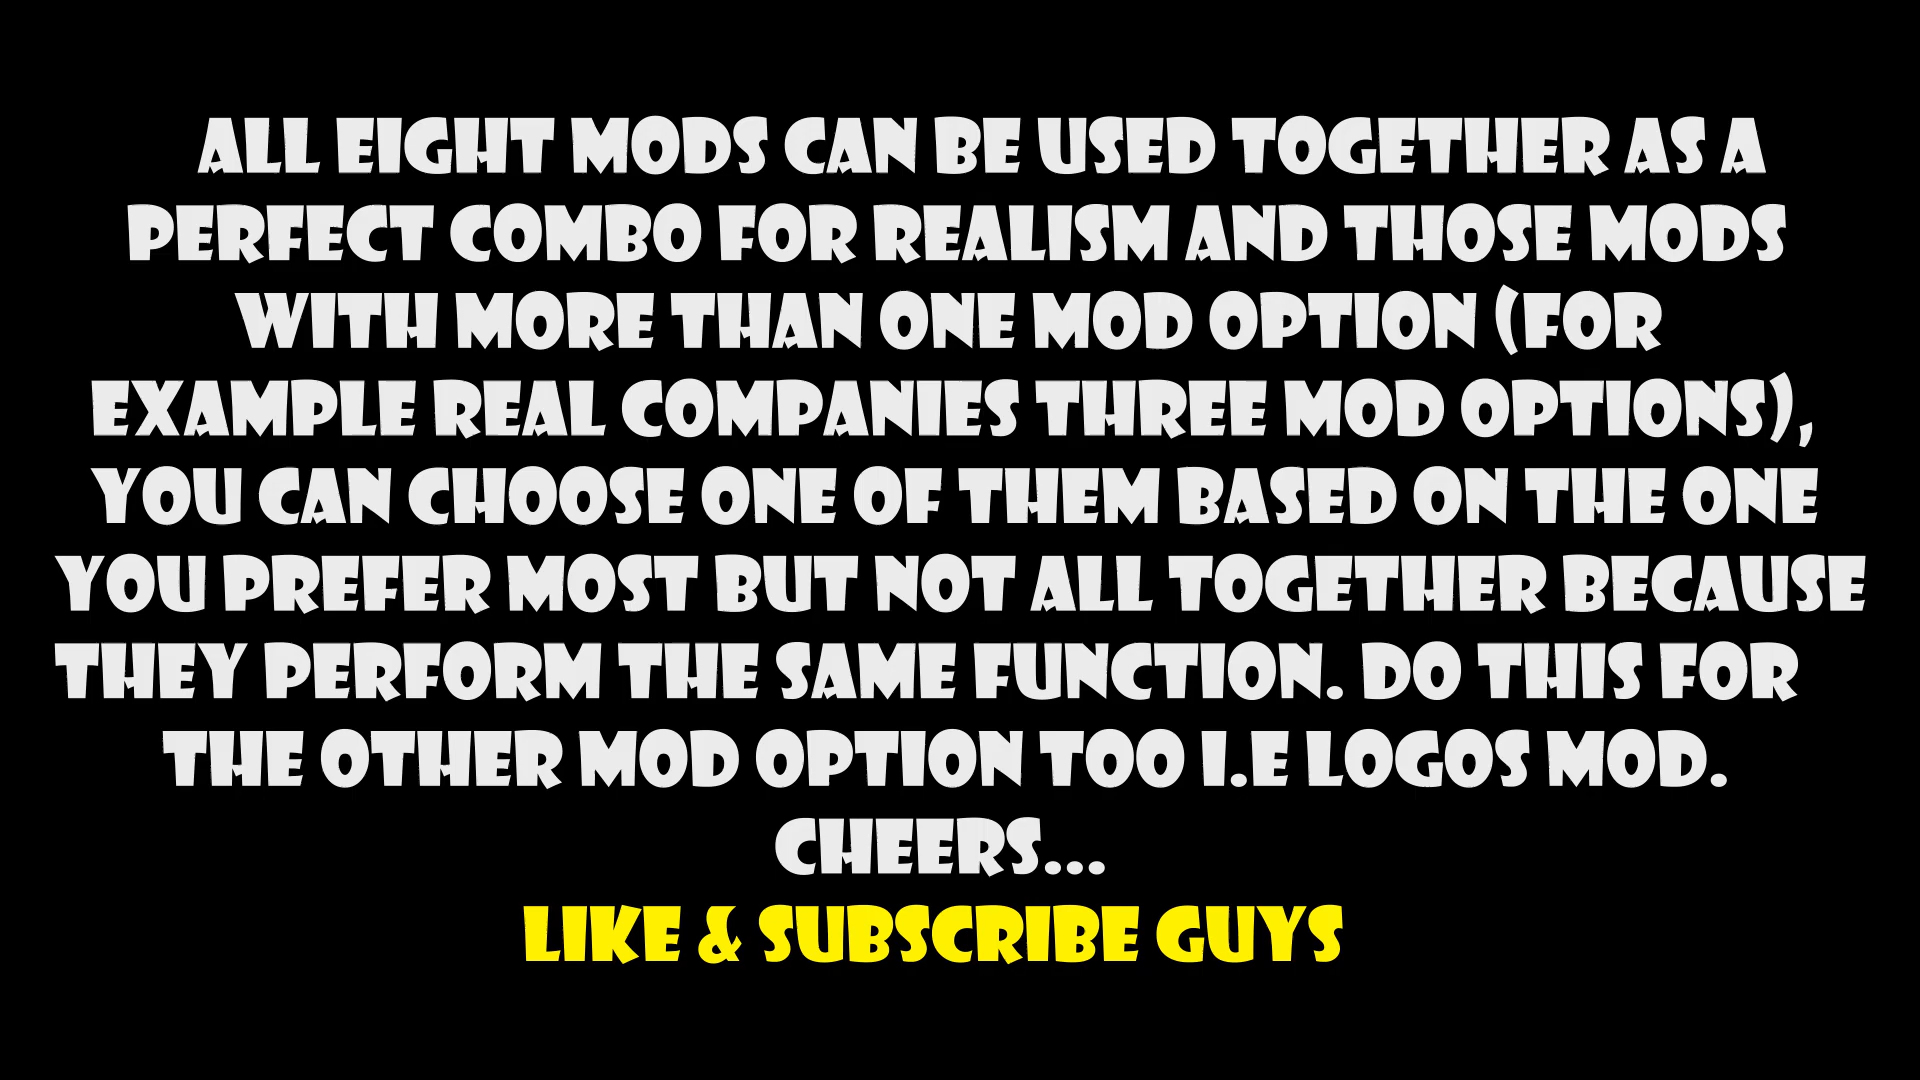 ALL EIGHT MODS CAN BE USED TOGETHER AS A
PERFECT COMBO FOR REALISM AND THOSE MODS
WITH MORE THAN ONE MOD OPTION (FOR
EXAMPLE REAL COMPANIES THREE MOD OPTIONS),
YOU CAN CHOOSE ONE OF THEM BASED ON THE ONE
YOU PREFER MOST BUT NOT ALL TOGETHER BECAUSE
THEY PERFORM THE SAME FUNCTION. DO THIS FOR
THE OTHER MOD OPTION TOO I.E LOGOS MOD.
CHEERS...
LIKE & SUBSCRIBE GUYS